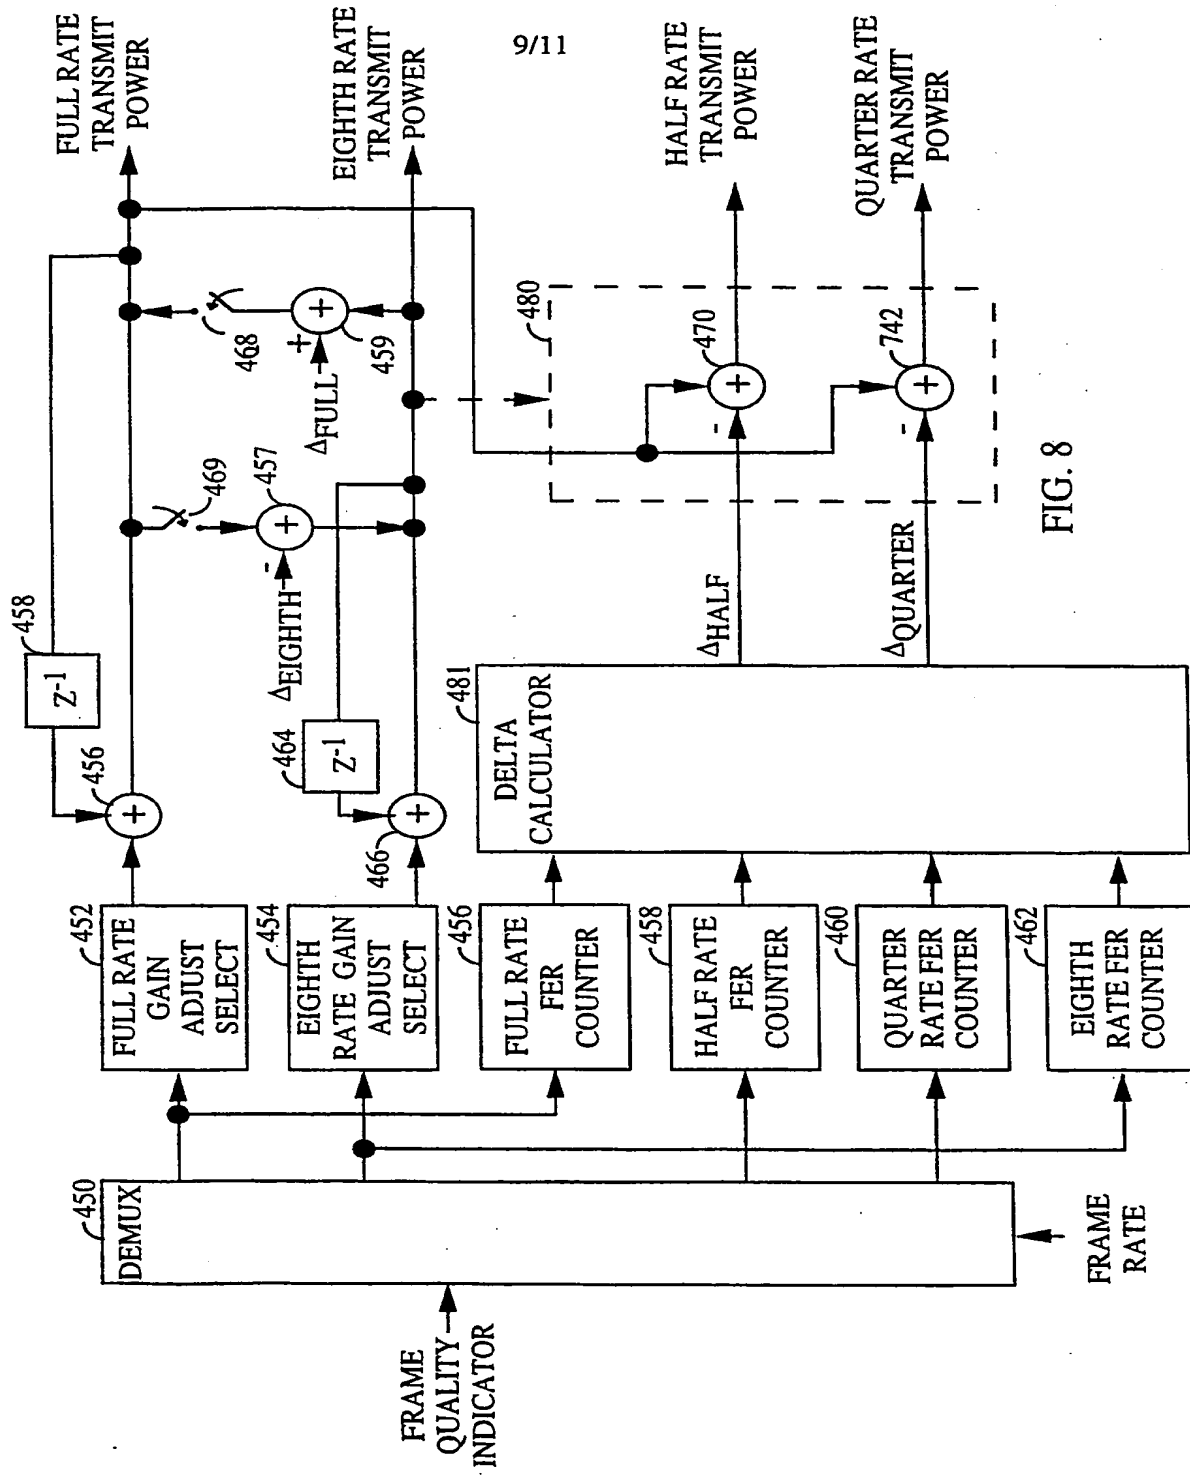 9/11
FRAME
QUALITY
INDICATOR
FRAME
RATE
450
DEMUX
452
FULL RATE
GAIN
ADJUST
SELECT
454
EIGHTH
RATE GAIN
ADJUST
SELECT
456
FULL RATE
FER
COUNTER
458
HALF RATE
FER
COUNTER
460
QUARTER
RATE FER
COUNTER
462
EIGHTH
RATE FER
COUNTER
456
+
458
Z-1
466
+
464
Z-1
481
DELTA
CALCULATOR
469
457
+
-
ΔEIGHTH
468
459
+
+
ΔFULL
ΔHALF
ΔQUARTER
480
470
+
-
742
+
-
FULL RATE
TRANSMIT
POWER
EIGHTH RATE
TRANSMIT
POWER
HALF RATE
TRANSMIT
POWER
QUARTER RATE
TRANSMIT
POWER
FIG. 8